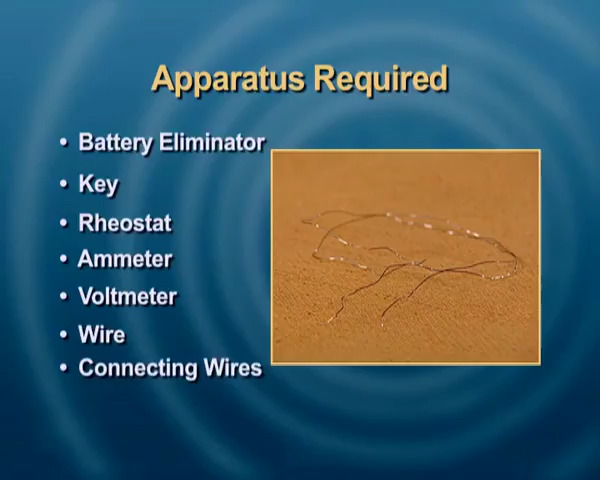 Apparatus Required
• Battery Eliminator
• Key
• Rheostat
• Ammeter
• Voltmeter
• Wire
• Connecting Wires